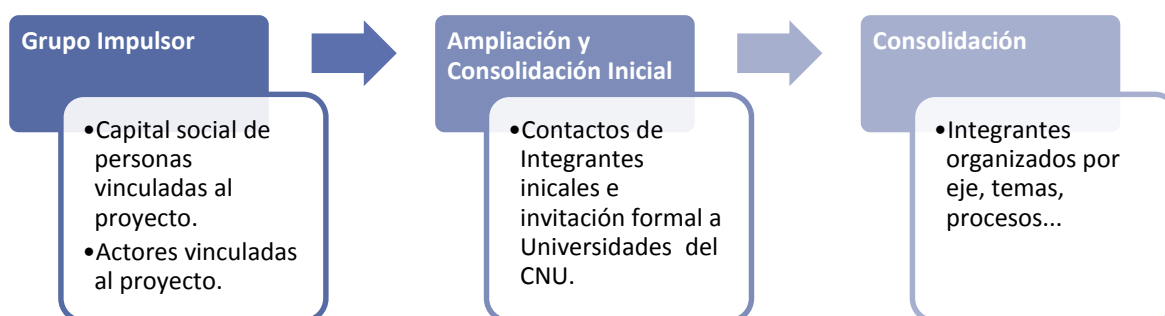 Grupo Impulsor
•Capital social de
personas
vinculadas al
proyecto.
•Actores vinculadas
al proyecto.
Ampliación y
Consolidación Inicial
•Contactos de
Integrantes
inicales e
invitación formal a
Universidades del
CNU.
Consolidación
•Integrantes
organizados por
eje, temas,
procesos...